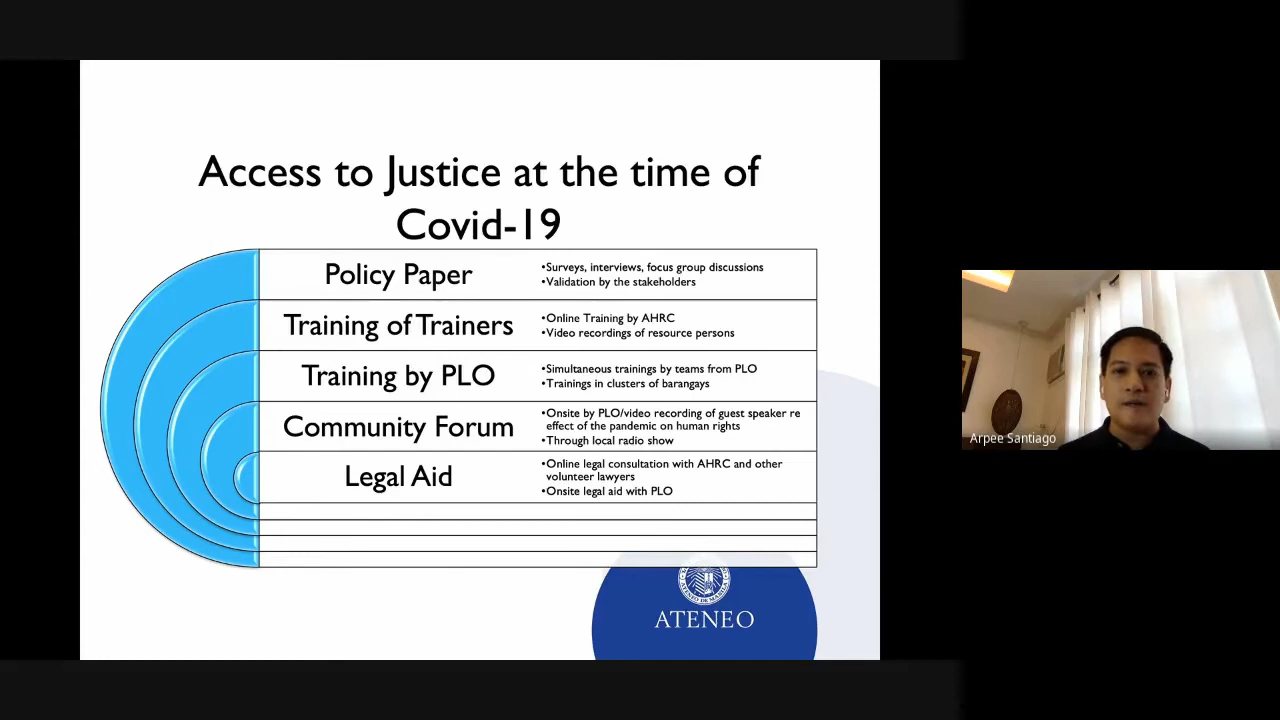 Access to Justice at the time of
Covid-19
Policy Paper
•Surveys, interviews, focus group discussions
•Validation by the stakeholders
Training of Trainers
•Online Training by AHRC
•Video recordings of resource persons
Training by PLO
•Simultaneous trainings by teams from PLO
•Trainings in clusters of barangays
Community Forum
•Onsite by PLO/video recording of guest speaker re
effect of the pandemic on human rights
•Through local radio show
Legal Aid
•Online legal consultation with AHRC and other
volunteer lawyers
•Onsite legal aid with PLO
ATENEO
Arpee Santiago